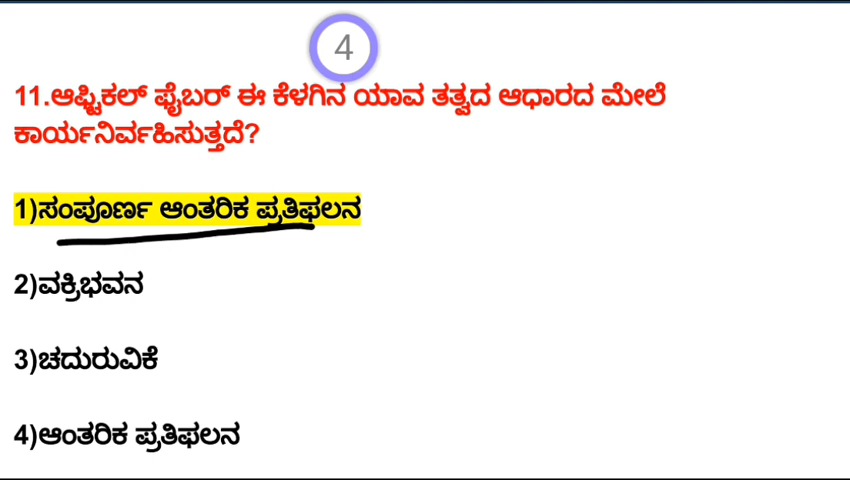 4
11.ಆಫ್ಟಿಕಲ್ ಫೈಬರ್ ಈ ಕೆಳಗಿನ ಯಾವ ತತ್ವದ ಆಧಾರದ ಮೇಲೆ
ಕಾರ್ಯನಿರ್ವಹಿಸುತ್ತದೆ?
1)ಸಂಪೂರ್ಣ ಆಂತರಿಕ ಪ್ರತಿಫಲನ
2)ವಕ್ರಿಭವನ
3)ಚದುರುವಿಕೆ
4)ಆಂತರಿಕ ಪ್ರತಿಫಲನ